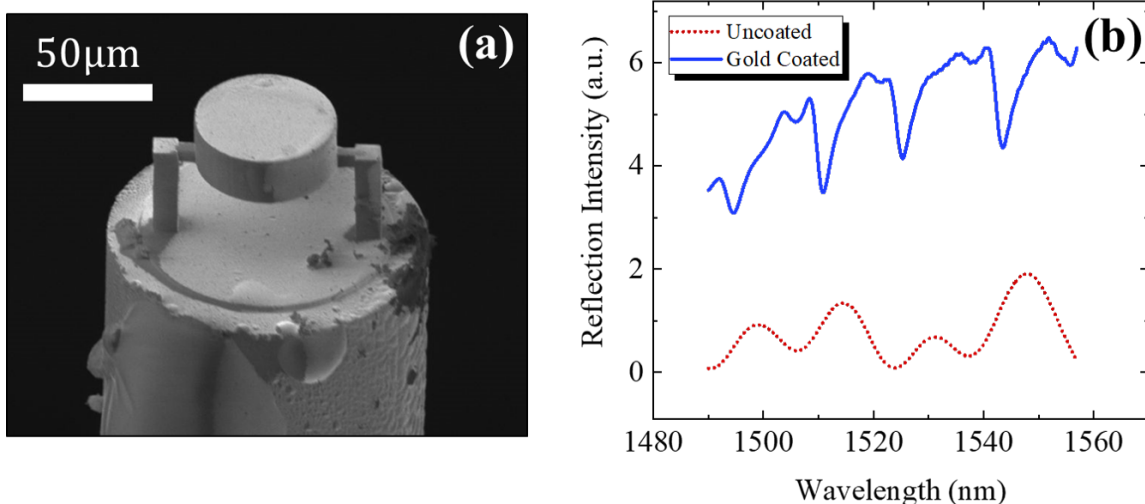 50μm
(a)
(b)
Uncoated
Gold Coated
Reflection Intensity (a.u.)
6
4
2
0
1480
1500
1520
1540
1560
Wavelength (nm)